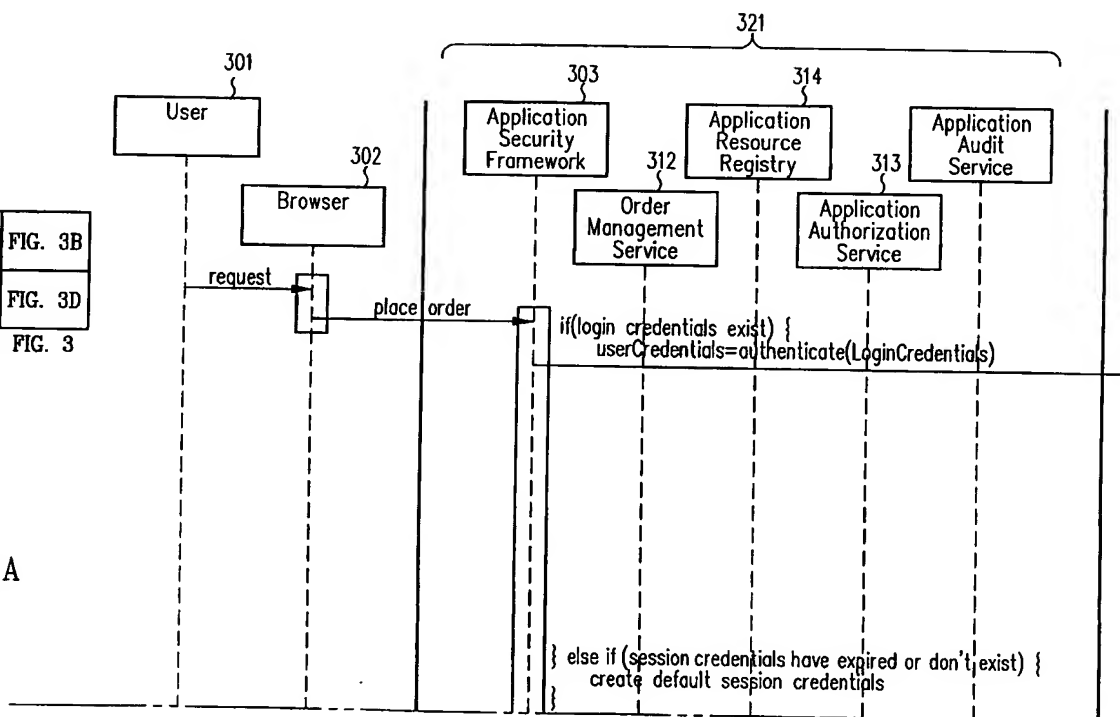 321
301
303
314
User
Application
Security
Framework
Application
Resource
Registry
Application
Audit
Service
302
312
313
Browser
Order
Management
Service
Application
Authorization
Service
FIG. 3B
FIG. 3D
FIG. 3
request
place order
if(login credentials exist) {
userCredentials=authenticate(LoginCredentials)
A
} else if (session credentials have expired or don't exist) {
create default session credentials
}